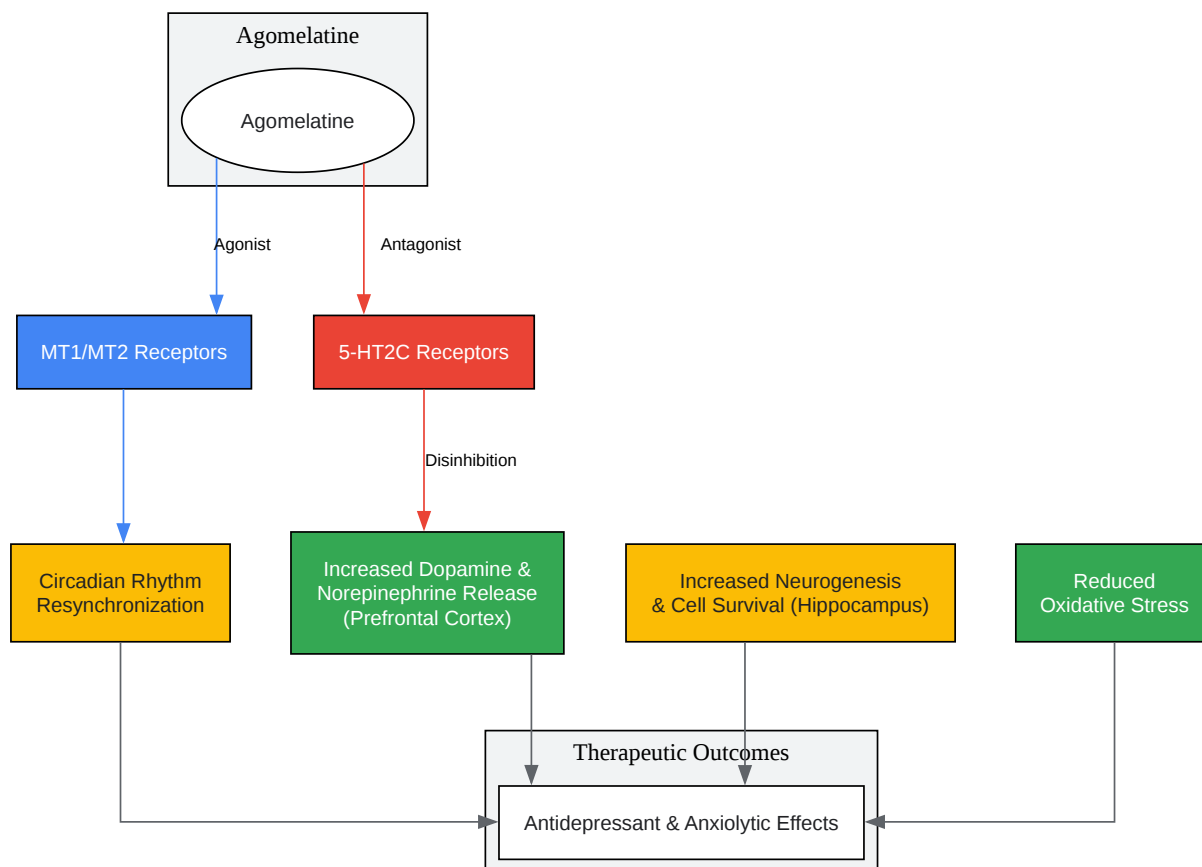 Agomelatine
Agomelatine
Agonist
Antagonist
MT1/MT2 Receptors
5-HT2C Receptors
Disinhibition
Circadian Rhythm
Resynchronization
Increased Dopamine &
Norepinephrine Release
(Prefrontal Cortex)
Increased Neurogenesis
& Cell Survival (Hippocampus)
Reduced
Oxidative Stress
Therapeutic Outcomes
Antidepressant & Anxiolytic Effects